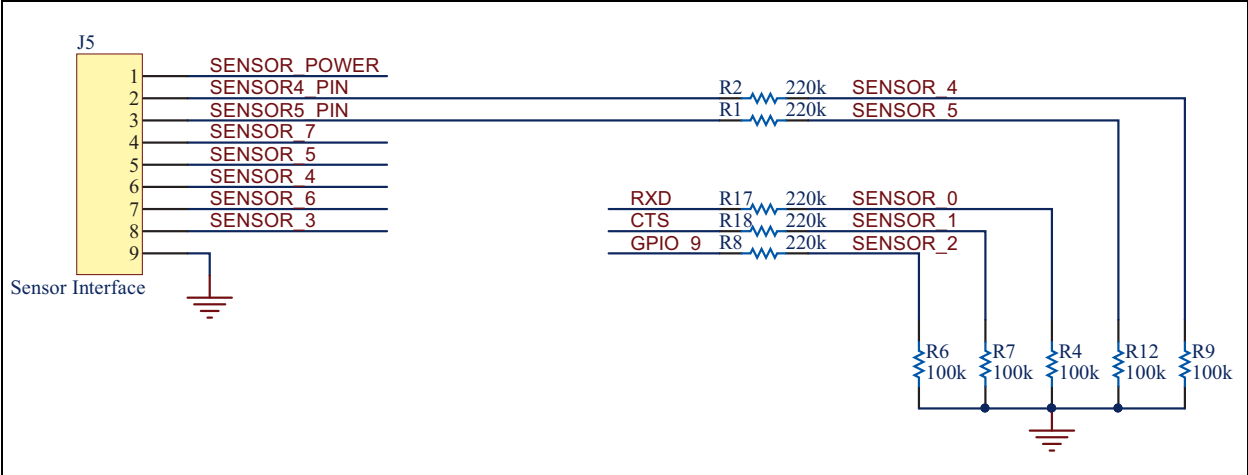 J5
1 SENSOR_POWER
2 SENSOR4_PIN R2 220k SENSOR_4
3 SENSOR5_PIN R1 220k SENSOR_5
4 SENSOR_7
5 SENSOR_5
6 SENSOR_4
7 SENSOR_6 RXD R17 220k SENSOR_0
8 SENSOR_3 CTS R18 220k SENSOR_1
9 GPIO_9 R8 220k SENSOR_2
Sensor Interface
R6 R7 R4 R12 R9
100k 100k 100k 100k 100k